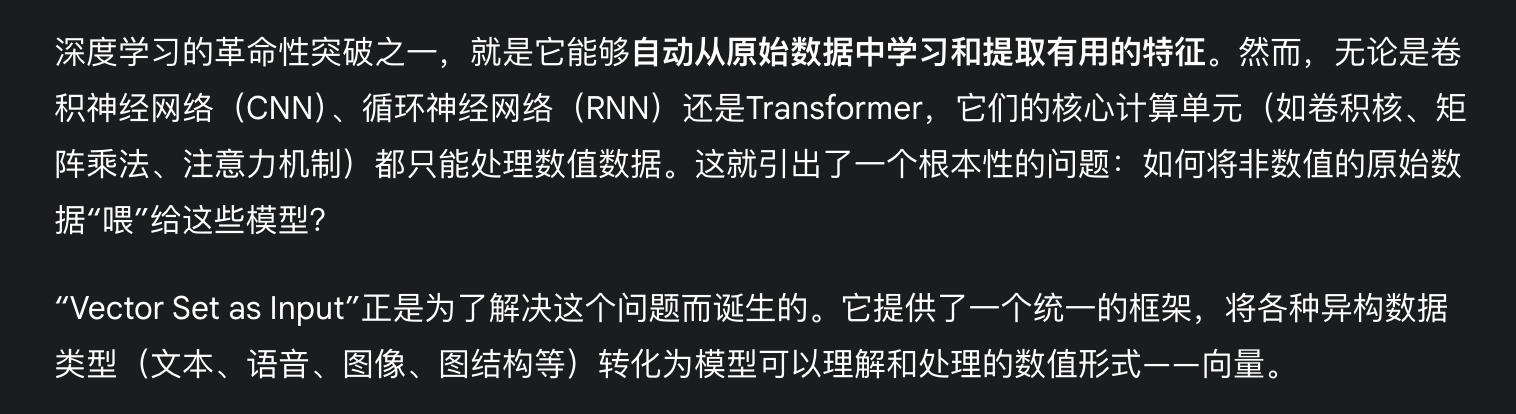 深度学习的革命性突破之一，就是它能够自动从原始数据中学习和提取有用的特征。然而，无论是卷
积神经网络（CNN）、循环神经网络（RNN）还是Transformer，它们的核心计算单元（如卷积核、矩
阵乘法、注意力机制）都只能处理数值数据。这就引出了一个根本性的问题：如何将非数值的原始数
据“喂”给这些模型？
“Vector Set as Input”正是为了解决这个问题而诞生的。它提供了一个统一的框架，将各种异构数据
类型（文本、语音、图像、图结构等）转化为模型可以理解和处理的数值形式——向量。